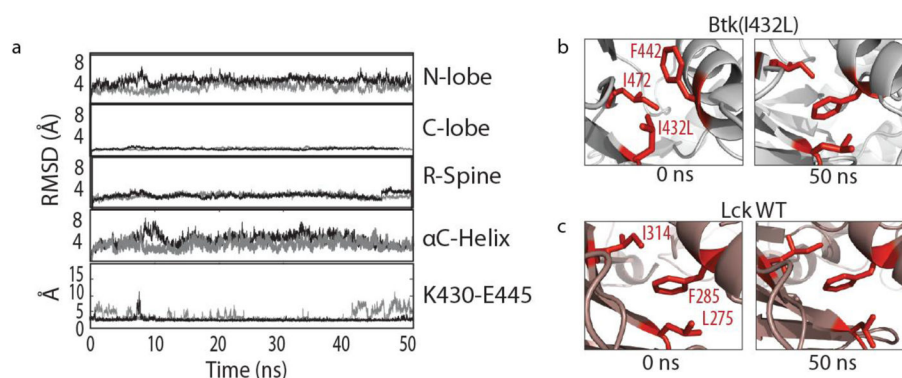 a
RMSD (Å)
8
4
N-lobe
8
4
C-lobe
8
4
R-Spine
8
4
αC-Helix
Å
15
10
5
0
K430-E445
0 10 20 30 40 50
Time (ns)
b
Btk(I432L)
F442
I472
I432L
0 ns 50 ns
c
Lck WT
I314
F285
L275
0 ns 50 ns